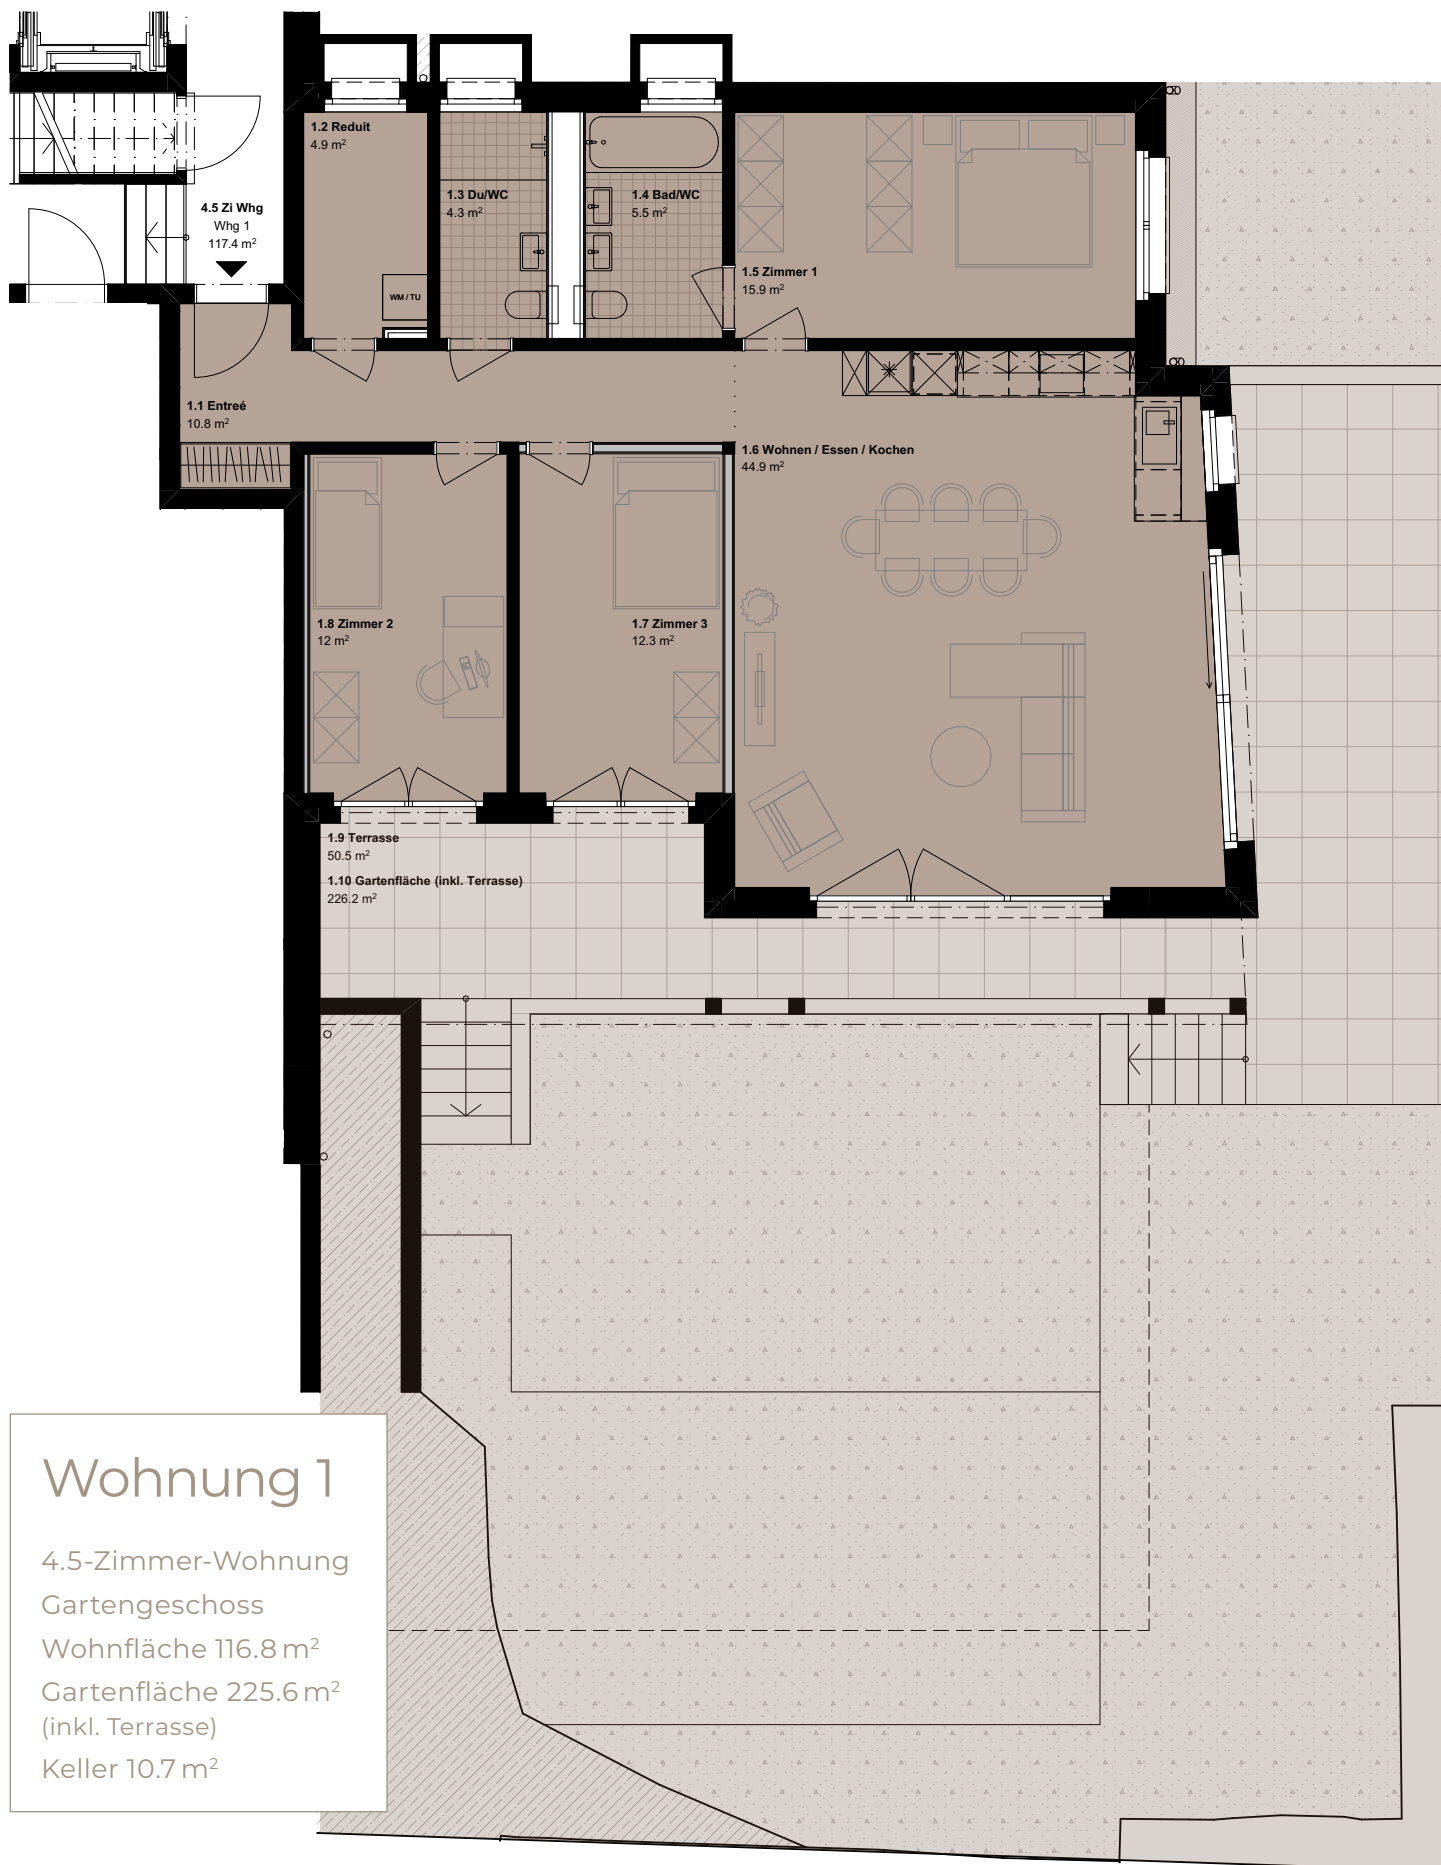 1.2 Reduit
4.9 m²
1.3 Du/WC
4.3 m²
1.4 Bad/WC
5.5 m²
4.5 Zi Whg
Whg 1
117.4 m²
1.5 Zimmer 1
15.9 m²
WM / TU
1.1 Entreé
10.8 m²
1.6 Wohnen / Essen / Kochen
44.9 m²
1.8 Zimmer 2
12 m²
1.7 Zimmer 3
12.3 m²
1.9 Terrasse
50.5 m²
1.10 Gartenfläche (inkl. Terrasse)
226.2 m²
Wohnung 1
4.5-Zimmer-Wohnung
Gartengeschoss
Wohnfläche 116.8 m²
Gartenfläche 225.6 m²
(inkl. Terrasse)
Keller 10.7 m²